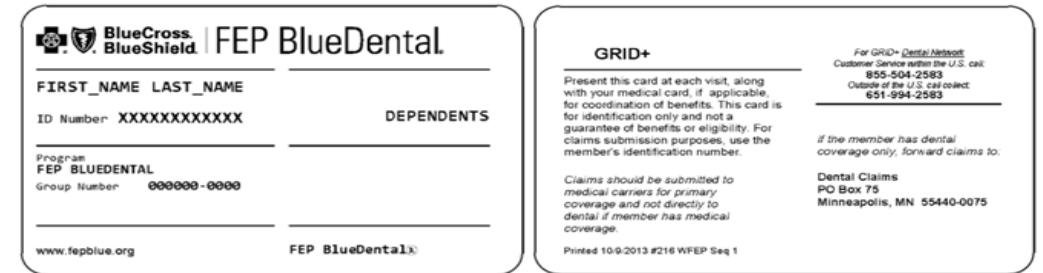 BlueCross. BlueShield. FEP BlueDental.
FIRST_NAME LAST_NAME
ID Number XXXXXXXXXXXX
DEPENDENTS
Program
FEP BLUEDENTAL
Group Number 000000-0000
www.fepblue.org
FEP BlueDental®
GRID+
Present this card at each visit, along
with your medical card, if applicable,
for coordination of benefits. This card is
for identification only and not a
guarantee of benefits or eligibility. For
claims submission purposes, use the
member's identification number.
Claims should be submitted to
medical carriers for primary
coverage and not directly to
dental if member has medical
coverage.
Printed 10/9/2013 #216 WFEP Seq 1
For GRID+ Dental Network
Customer Service within the U.S. call:
855-504-2583
Outside of the U.S. call collect:
651-994-2583
if the member has dental
coverage only, forward claims to:
Dental Claims
PO Box 75
Minneapolis, MN 55440-0075